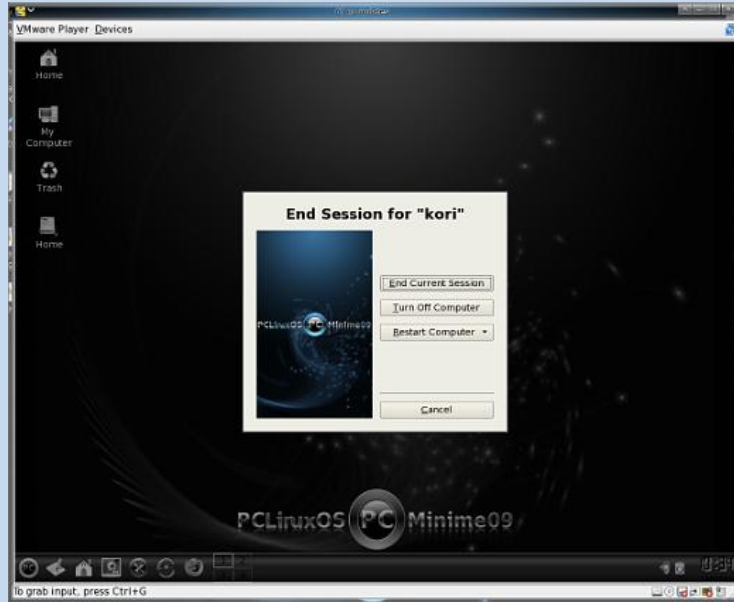 VMware Player Devices
Home
My
Computer
Trash
Home
End Session for "kori"
PCLinuxOS PC Minime09
End Current Session
Turn Off Computer
Restart Computer
Cancel
PCLinuxOS PC Minime09
To grab input, press Ctrl+G